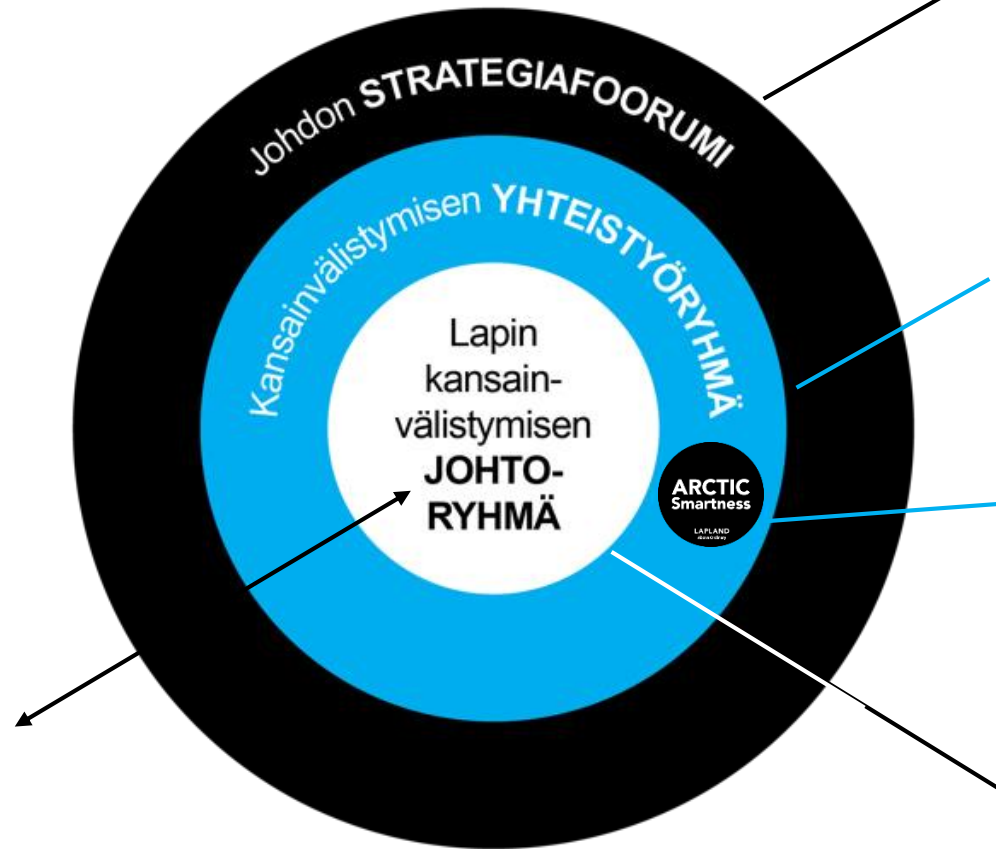 Johdon STRATEGIAFOORUMI
Kansainvälistymisen YHTEISTYÖRYHMÄ
Lapin
kansain-
välistymisen
JOHTO-
RYHMÄ
ARCTIC
Smartness
LAPLAND